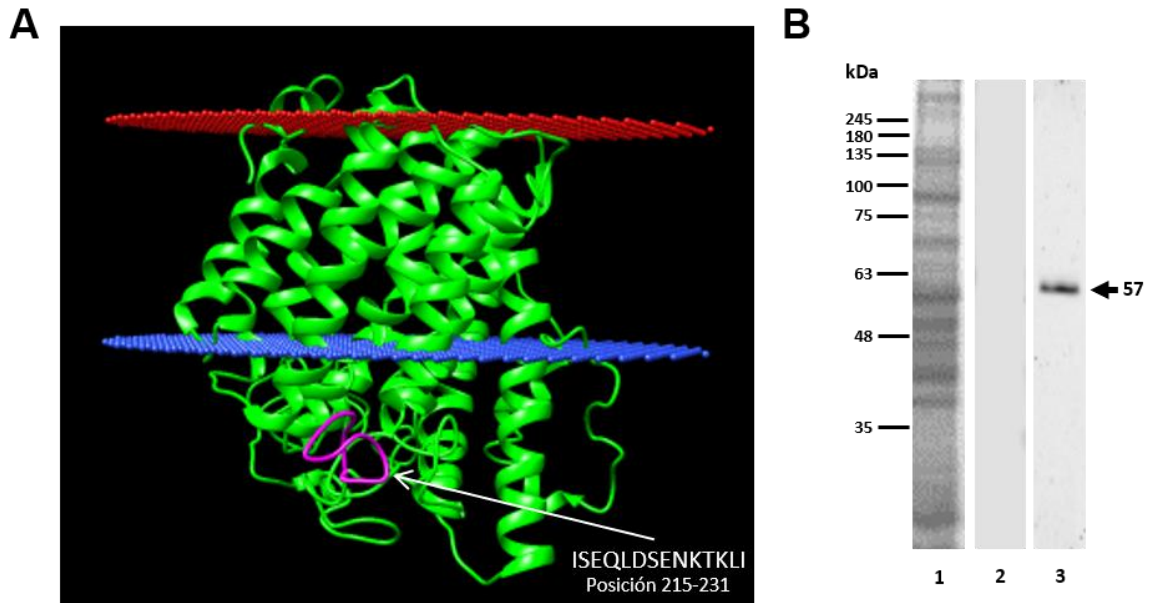 A
B
kDa
245
180
135
100
75
63
57
48
35
ISEQLDSENKTKLI
Posición 215-231
1 2 3